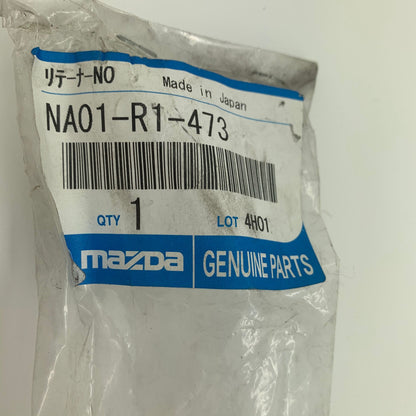 リテーナーNO
Made in Japan
NA01-R1-473
QTY 1 LOT 4H01
mazda GENUINE PARTS